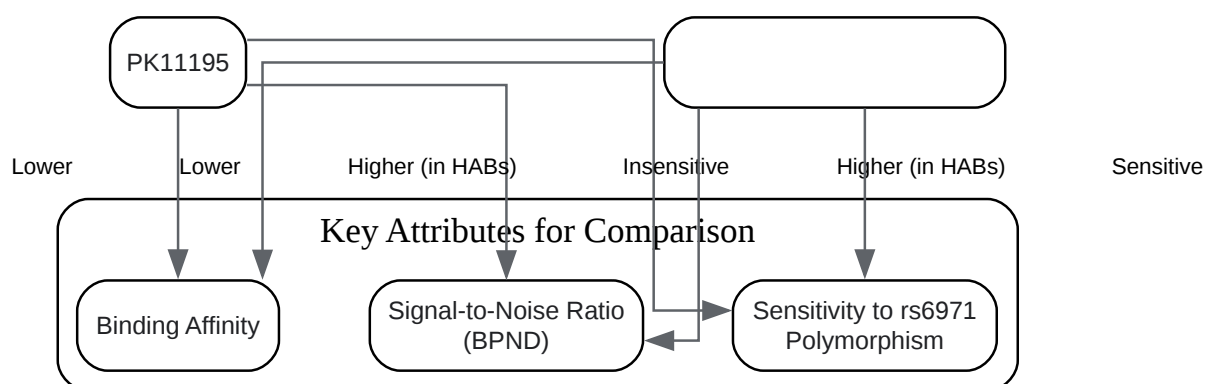 PK11195
Lower
Lower
Higher (in HABs)
Insensitive
Higher (in HABs)
Sensitive
Key Attributes for Comparison
Binding Affinity
Signal-to-Noise Ratio
(BPND)
Sensitivity to rs6971
Polymorphism